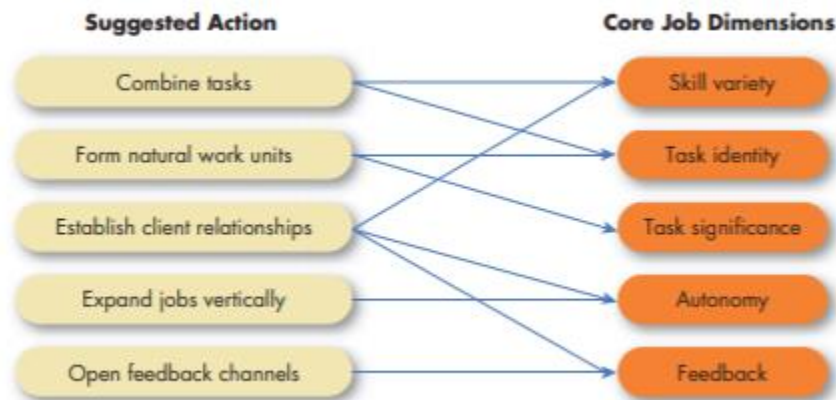 Suggested Action
Core Job Dimensions
Combine tasks
Skill variety
Form natural work units
Task identity
Establish client relationships
Task significance
Expand jobs vertically
Autonomy
Open feedback channels
Feedback